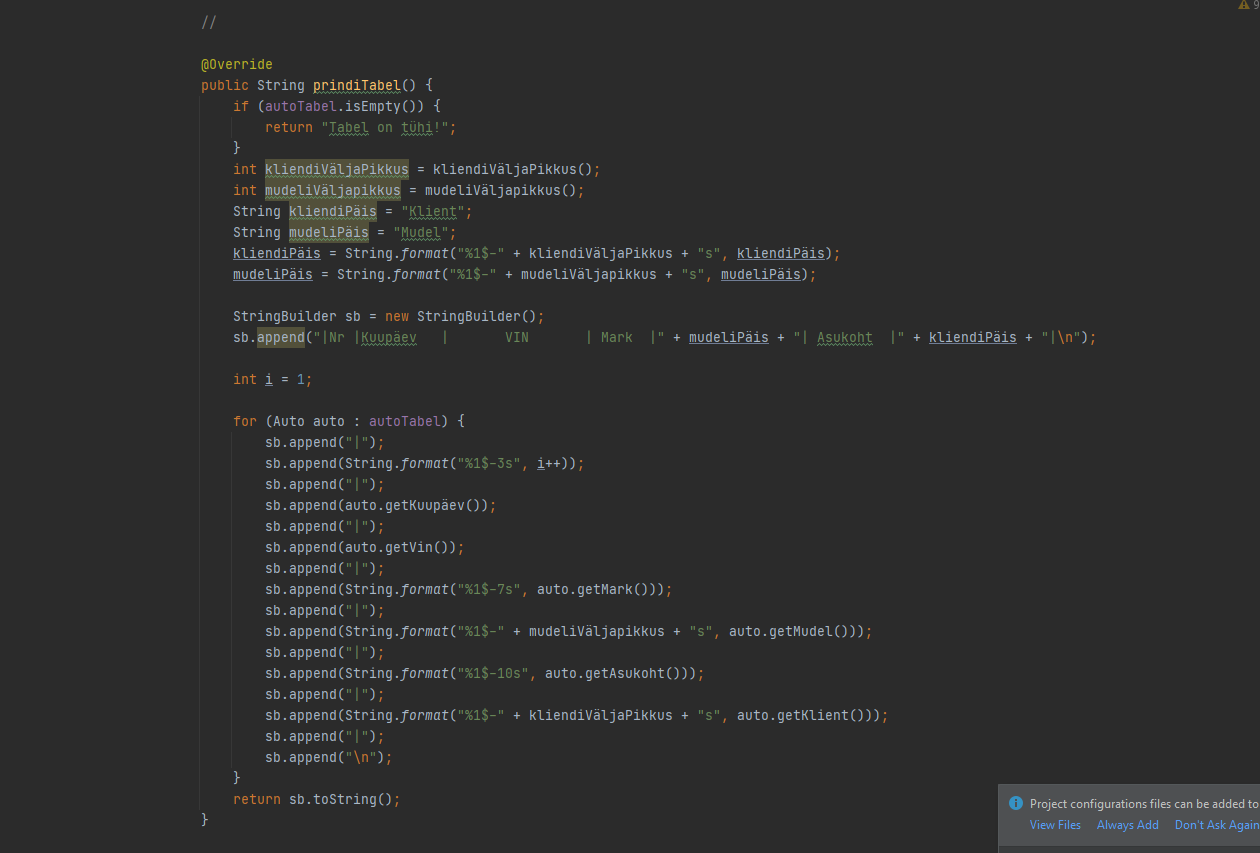 9
//
@Override
public String prindiTabel() {
    if (autoTabel.isEmpty()) {
        return "Tabel on tühi!";
    }
    int kliendiVäljaPikkus = kliendiVäljaPikkus();
    int mudeliVäljapikkus = mudeliVäljapikkus();
    String kliendiPäis = "Klient";
    String mudeliPäis = "Mudel";
    kliendiPäis = String.format("%1$-" + kliendiVäljaPikkus + "s", kliendiPäis);
    mudeliPäis = String.format("%1$-" + mudeliVäljapikkus + "s", mudeliPäis);
    StringBuilder sb = new StringBuilder();
    sb.append("|Nr |Kuupäev   |       VIN       | Mark  |" + mudeliPäis + "| Asukoht  |" + kliendiPäis + "|\n");
    int i = 1;
    for (Auto auto : autoTabel) {
        sb.append("|");
        sb.append(String.format("%1$-3s", i++));
        sb.append("|");
        sb.append(auto.getKuupäev());
        sb.append("|");
        sb.append(auto.getVin());
        sb.append("|");
        sb.append(String.format("%1$-7s", auto.getMark()));
        sb.append("|");
        sb.append(String.format("%1$-" + mudeliVäljapikkus + "s", auto.getMudel()));
        sb.append("|");
        sb.append(String.format("%1$-10s", auto.getAsukoht()));
        sb.append("|");
        sb.append(String.format("%1$-" + kliendiVäljaPikkus + "s", auto.getKlient()));
        sb.append("|");
        sb.append("\n");
    }
    return sb.toString();
}
Project configurations files can be added to
View Files Always Add Don't Ask Again